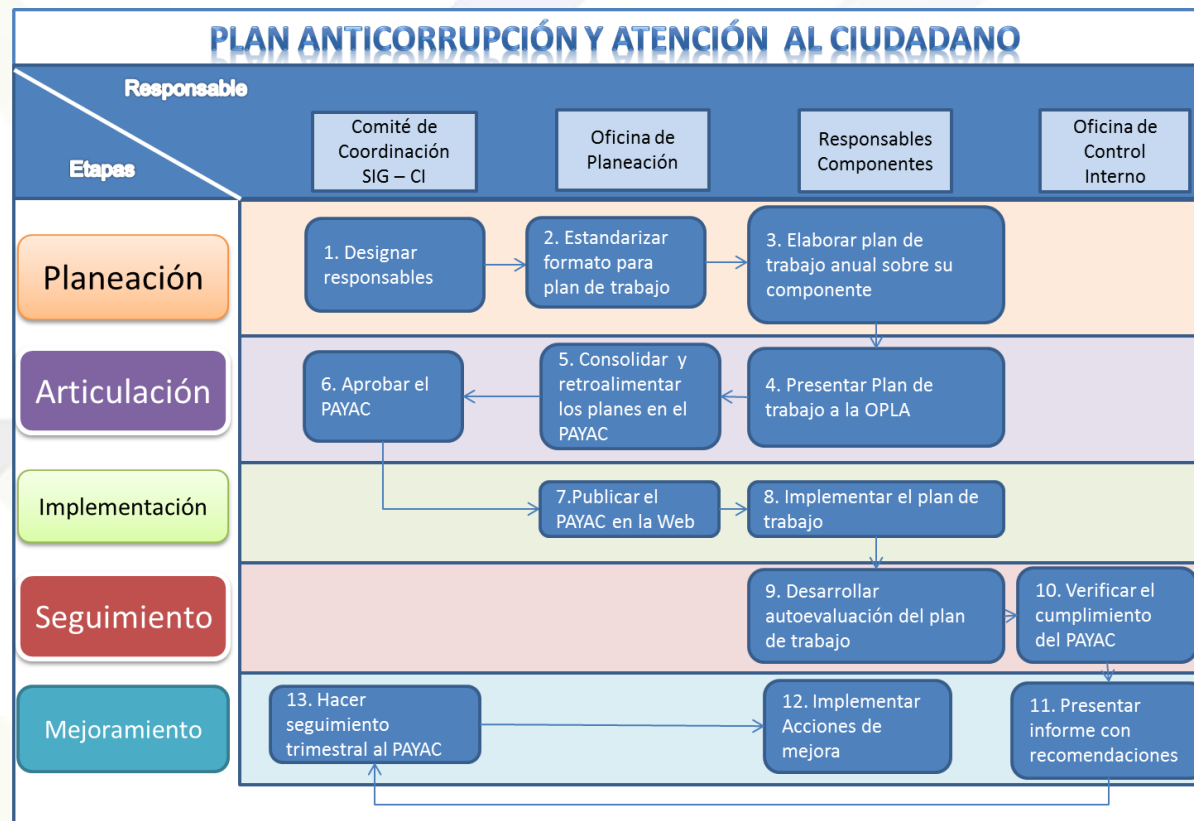 PLAN ANTICORRUPCIÓN Y ATENCIÓN AL CIUDADANO
Responsable
Etapas
Comité de
Coordinación
SIG – CI
Oficina de
Planeación
Responsables
Componentes
Oficina de
Control
Interno
Planeación
1. Designar
responsables
2. Estandarizar
formato para
plan de trabajo
3. Elaborar plan de
trabajo anual sobre su
componente
Articulación
6. Aprobar el
PAYAC
5. Consolidar y
retroalimentar
los planes en el
PAYAC
4. Presentar Plan de
trabajo a la OPLA
Implementación
7.Publicar el
PAYAC en la Web
8. Implementar el plan de
trabajo
Seguimiento
9. Desarrollar
autoevaluación del plan
de trabajo
10. Verificar el
cumplimiento
del PAYAC
Mejoramiento
13. Hacer
seguimiento
trimestral al PAYAC
12. Implementar
Acciones de
mejora
11. Presentar
informe con
recomendaciones